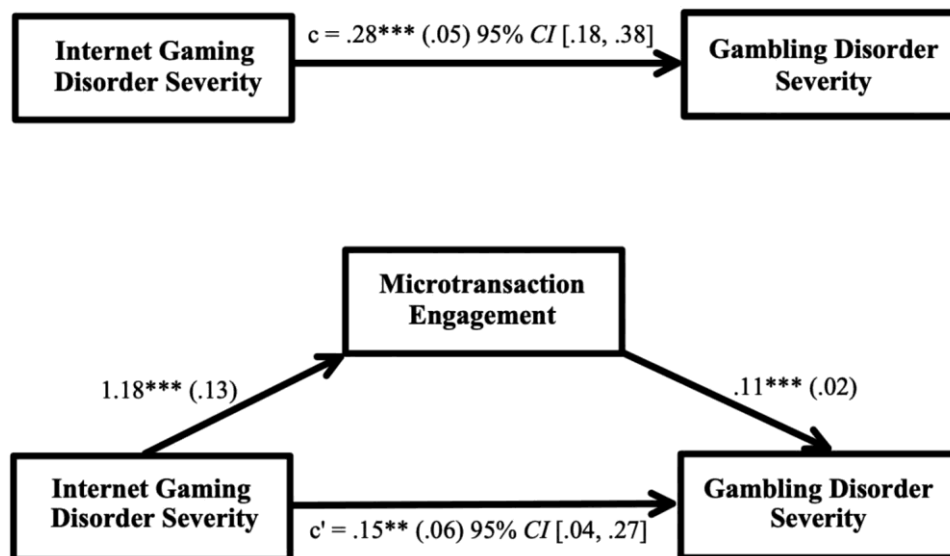 Internet Gaming
Disorder Severity
c = .28*** (.05) 95% CI [.18, .38]
Gambling Disorder
Severity
Microtransaction
Engagement
1.18*** (.13)
.11*** (.02)
Internet Gaming
Disorder Severity
c' = .15** (.06) 95% CI [.04, .27]
Gambling Disorder
Severity